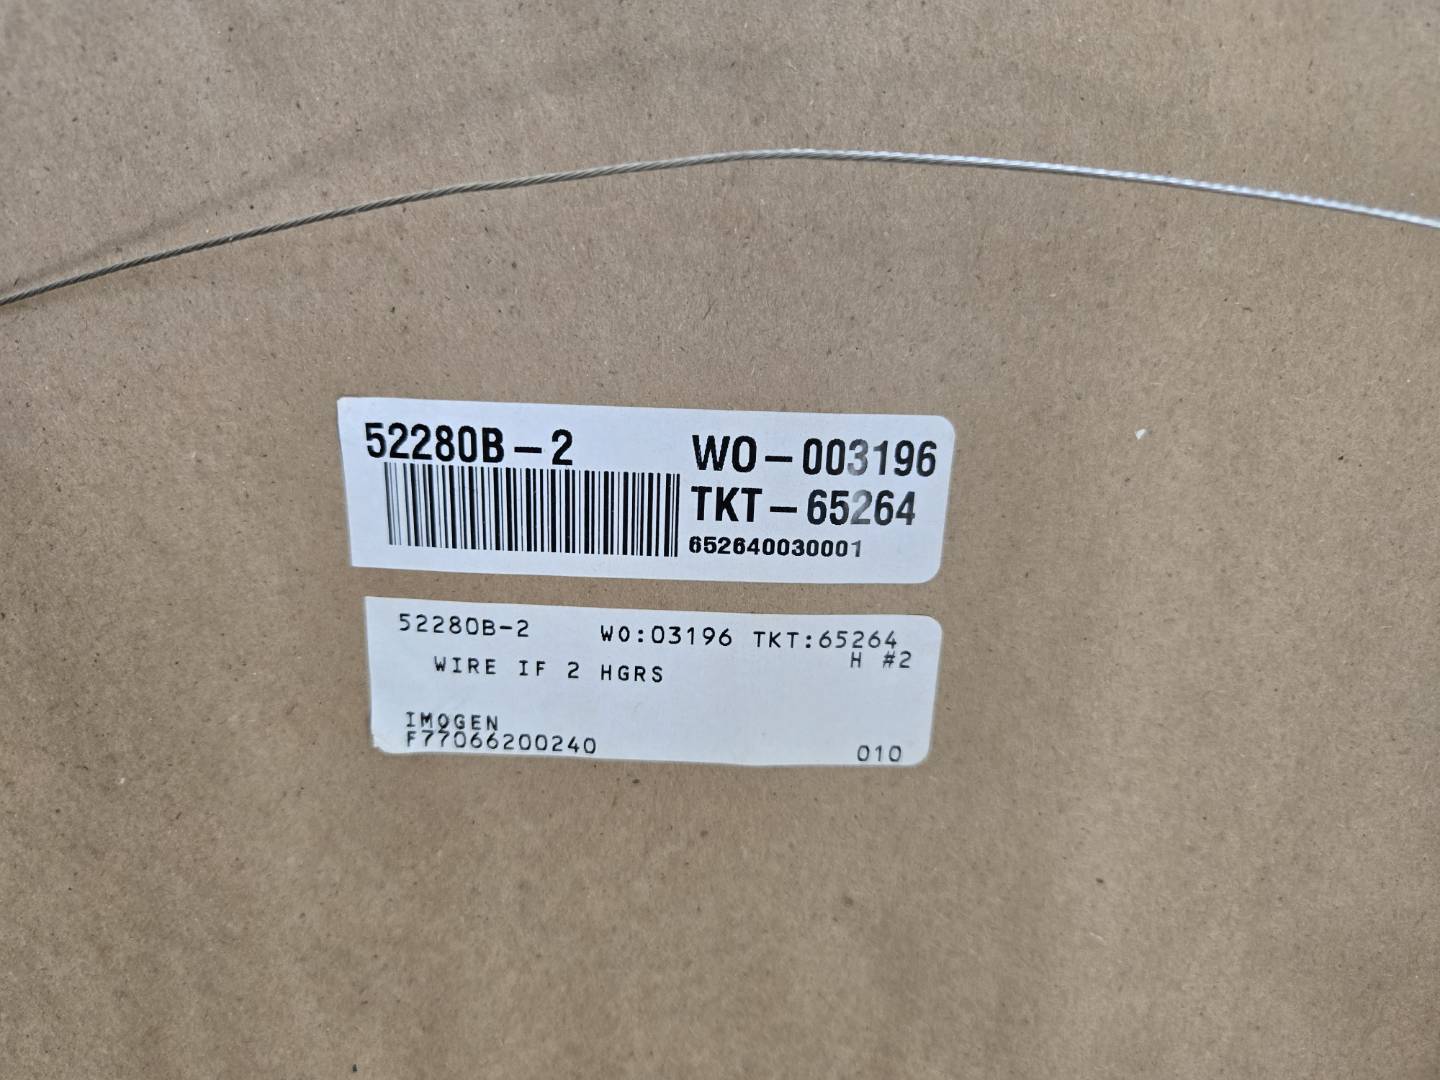 52280B-2
WO-003196
TKT-65264
652640030001
52280B-2 WO:03196 TKT:65264
H #2
WIRE IF 2 HGRS
IMOGEN
F77066200240
010